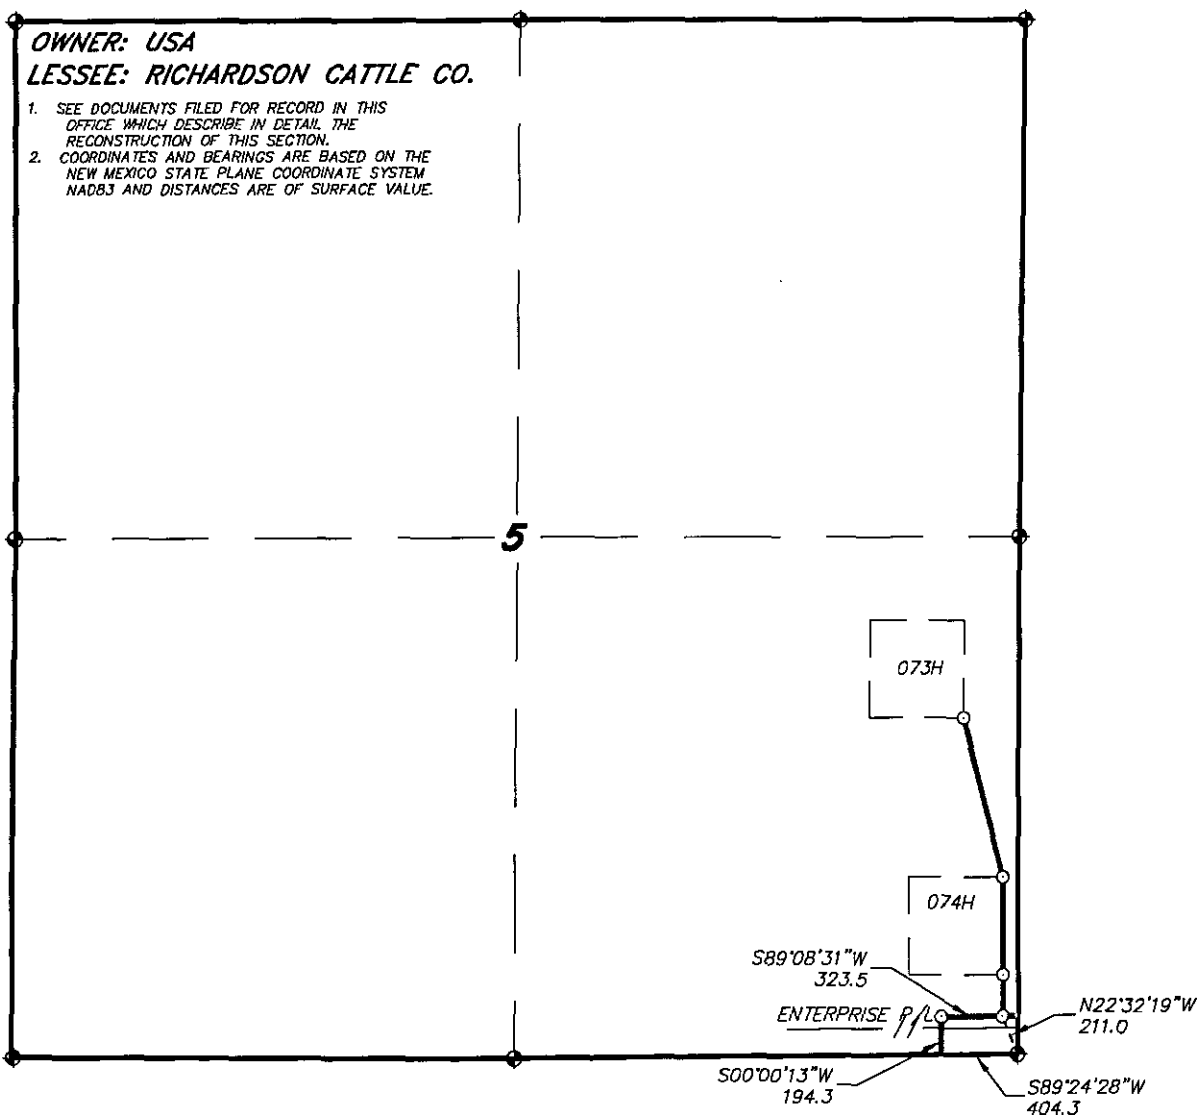 OWNER: USA
LESSEE: RICHARDSON CATTLE CO.
1. SEE DOCUMENTS FILED FOR RECORD IN THIS
OFFICE WHICH DESCRIBE IN DETAIL THE
RECONSTRUCTION OF THIS SECTION.
2. COORDINATES AND BEARINGS ARE BASED ON THE
NEW MEXICO STATE PLANE COORDINATE SYSTEM
NAD83 AND DISTANCES ARE OF SURFACE VALUE.
5
073H
074H
S89°08'31"W
323.5
ENTERPRISE P/L
N22°32'19"W
211.0
S00°00'13"W
194.3
S89°24'28"W
404.3